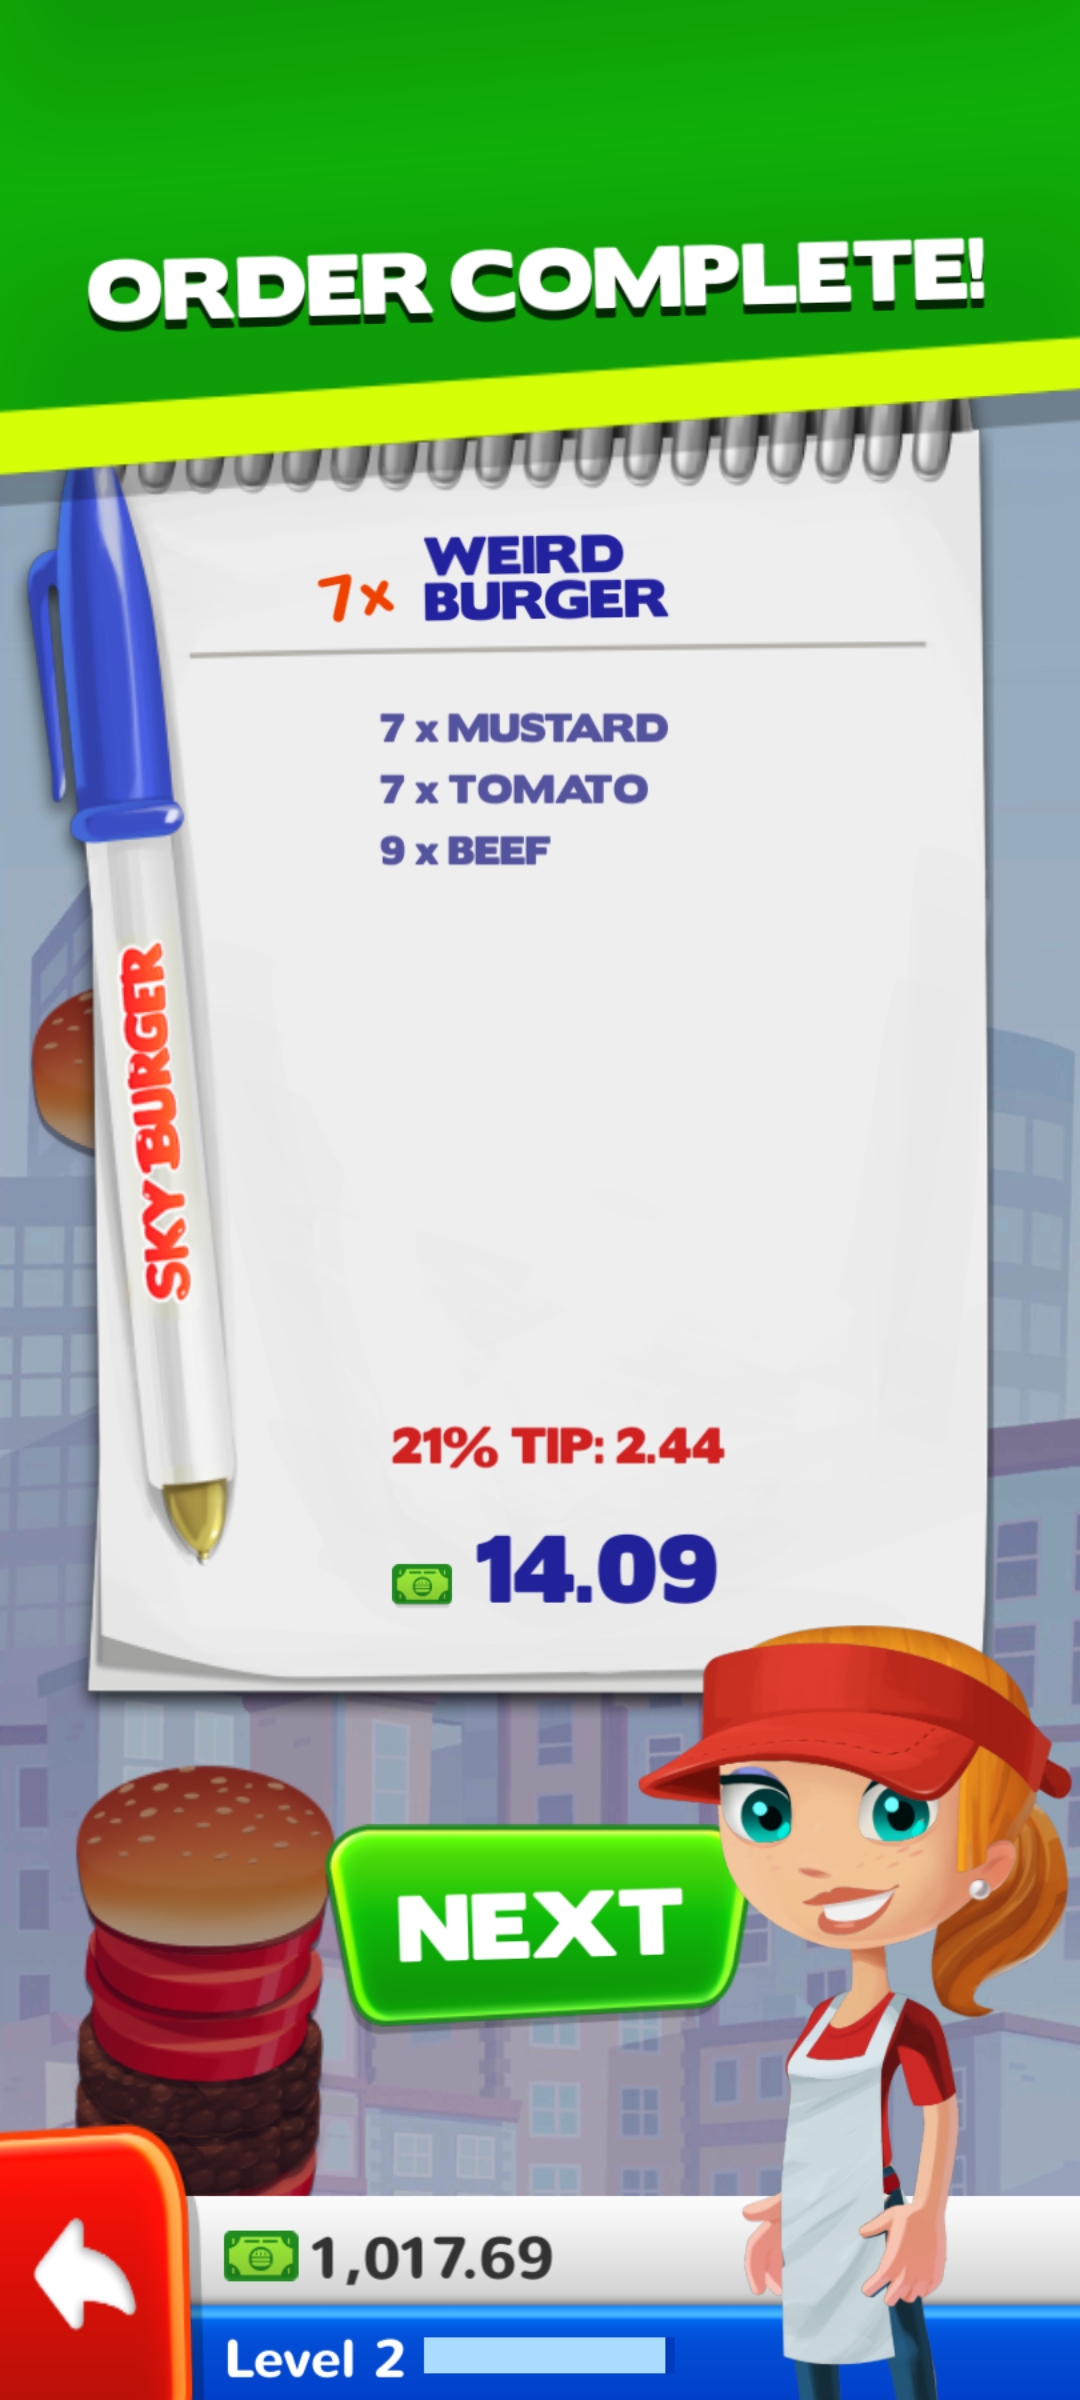 ORDER COMPLETE!
7x WEIRD
BURGER
7 x MUSTARD
7 x TOMATO
9 x BEEF
SKY BURGER
21% TIP: 2.44
14.09
NEXT
1,017.69
Level 2